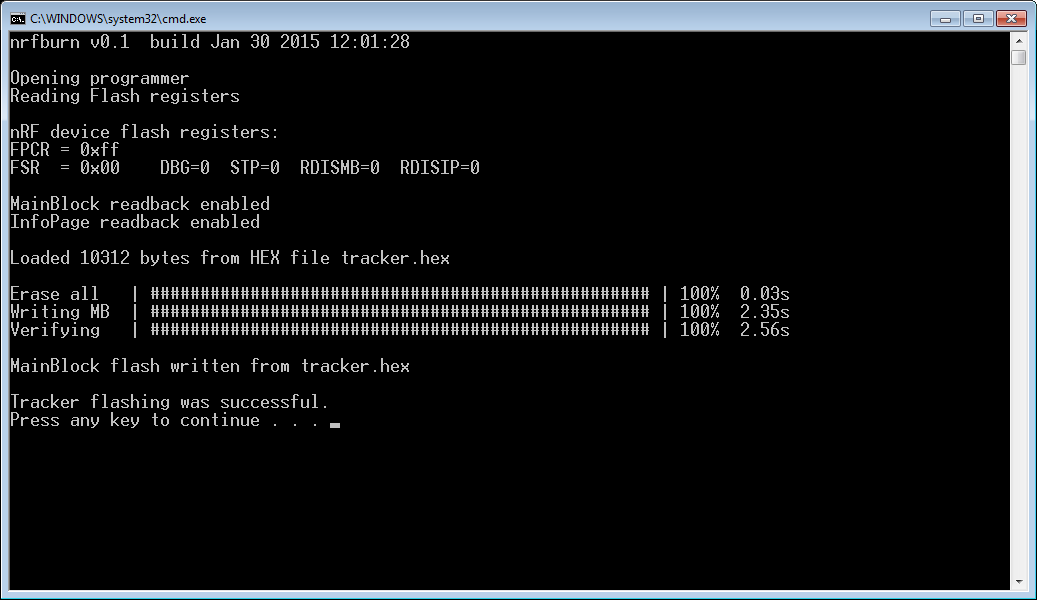 C:\WINDOWS\system32\cmd.exe
nrfburn v0.1  build Jan 30 2015 12:01:28
Opening programmer
Reading Flash registers
nRF device flash registers:
FPCR = 0xff
FSR  = 0x00    DBG=0  STP=0  RDISMB=0  RDISIP=0
MainBlock readback enabled
InfoPage readback enabled
Loaded 10312 bytes from HEX file tracker.hex
Erase all   | ################################################## | 100%  0.03s
Writing MB  | ################################################## | 100%  2.35s
Verifying   | ################################################## | 100%  2.56s
MainBlock flash written from tracker.hex
Tracker flashing was successful.
Press any key to continue . . .